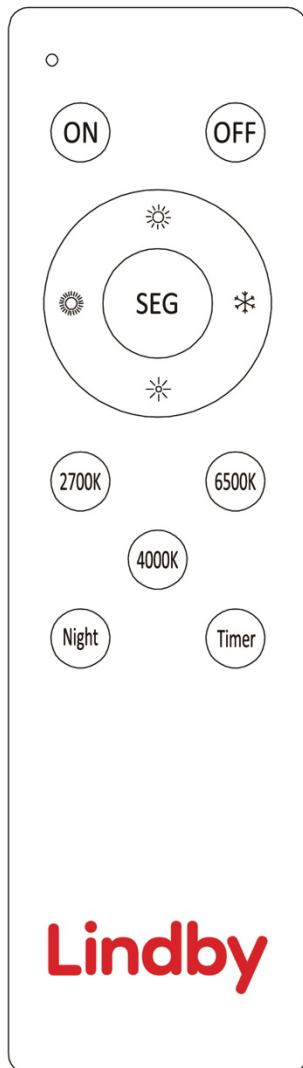 ON OFF
SEG
2700K 6500K
4000K
Night Timer
Lindby